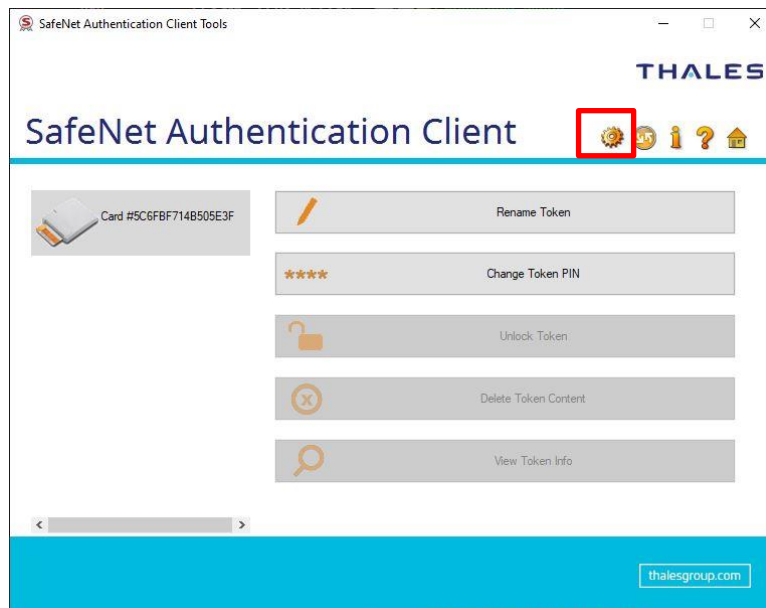 SafeNet Authentication Client Tools
THALES
SafeNet Authentication Client
Card #5C6FBF714B505E3F
Rename Token
**** Change Token PIN
Unlock Token
Delete Token Content
View Token Info
thalesgroup.com